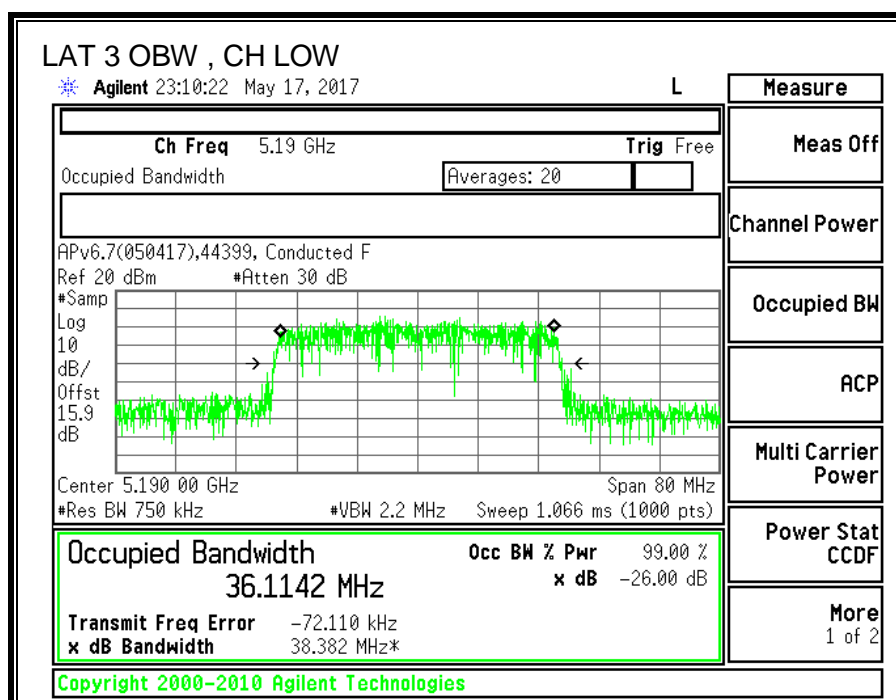 LAT 3 OBW , CH LOW
Agilent 23:10:22 May 17, 2017 L
Measure
Ch Freq 5.19 GHz Trig Free
Meas Off
Occupied Bandwidth Averages: 20
Channel Power
APv6.7(050417),44399, Conducted F
Ref 20 dBm #Atten 30 dB
#Samp
Log
10
dB/
Offst
15.9
dB
Occupied BW
ACP
Multi Carrier
Power
Center 5.190 00 GHz Span 80 MHz
#Res BW 750 kHz #VBW 2.2 MHz Sweep 1.066 ms (1000 pts)
Power Stat
CCDF
Occupied Bandwidth Occ BW % Pwr 99.00 %
36.1142 MHz x dB -26.00 dB
Transmit Freq Error -72.110 kHz
x dB Bandwidth 38.382 MHz*
More
1 of 2
Copyright 2000-2010 Agilent Technologies